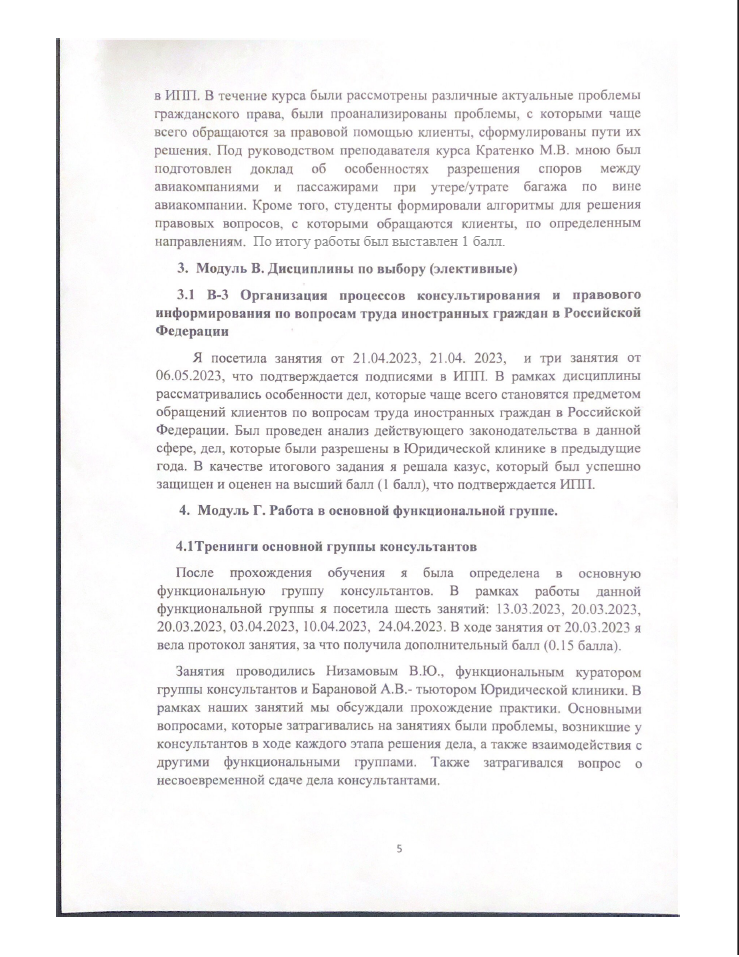 в ИПП. В течение курса были рассмотрены различные актуальные проблемы
гражданского права, были проанализированы проблемы, с которыми чаще
всего обращаются за правовой помощью клиенты, сформулированы пути их
решения. Под руководством преподавателя курса Кратенко М.В. мною был
подготовлен доклад об особенностях разрешения споров между
авиакомпаниями и пассажирами при утере/утрате багажа по вине
авиакомпании. Кроме того, студенты формировали алгоритмы для решения
правовых вопросов, с которыми обращаются клиенты, по определенным
направлениям. По итогу работы был выставлен 1 балл.
3. Модуль В. Дисциплины по выбору (элективные)
3.1 В-3 Организация процессов консультирования и правового
информирования по вопросам труда иностранных граждан в Российской
Федерации
Я посетила занятия от 21.04.2023, 21.04. 2023, и три занятия от
06.05.2023, что подтверждается подписями в ИПП. В рамках дисциплины
рассматривались особенности дел, которые чаще всего становятся предметом
обращений клиентов по вопросам труда иностранных граждан в Российской
Федерации. Был проведен анализ действующего законодательства в данной
сфере, дел, которые были разрешены в Юридической клинике в предыдущие
года. В качестве итогового задания я решала казус, который был успешно
защищен и оценен на высший балл (1 балл), что подтверждается ИПП.
4. Модуль Г. Работа в основной функциональной группе.
4.1Тренинги основной группы консультантов
После прохождения обучения я была определена в основную
функциональную группу консультантов. В рамках работы данной
функциональной группы я посетила шесть занятий: 13.03.2023, 20.03.2023,
20.03.2023, 03.04.2023, 10.04.2023, 24.04.2023. В ходе занятия от 20.03.2023 я
вела протокол занятия, за что получила дополнительный балл (0.15 балла).
Занятия проводились Низамовым В.Ю., функциональным куратором
группы консультантов и Барановой А.В.- тьютором Юридической клиники. В
рамках наших занятий мы обсуждали прохождение практики. Основными
вопросами, которые затрагивались на занятиях были проблемы, возникшие у
консультантов в ходе каждого этапа решения дела, а также взаимодействия с
другими функциональными группами. Также затрагивался вопрос о
несвоевременной сдаче дела консультантами.
5